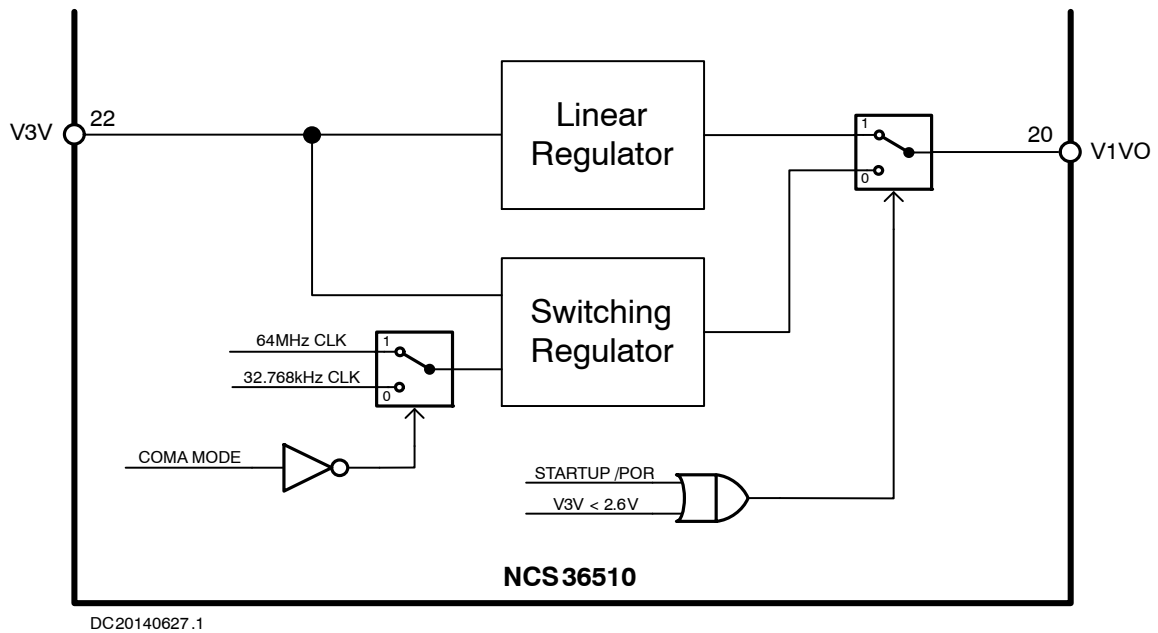 22
V3V
Linear
Regulator
1
0
20
V1VO
Switching
Regulator
64MHz CLK
1
32.768kHz CLK
0
COMA MODE
STARTUP /POR
V3V < 2.6V
NCS36510
DC20140627.1